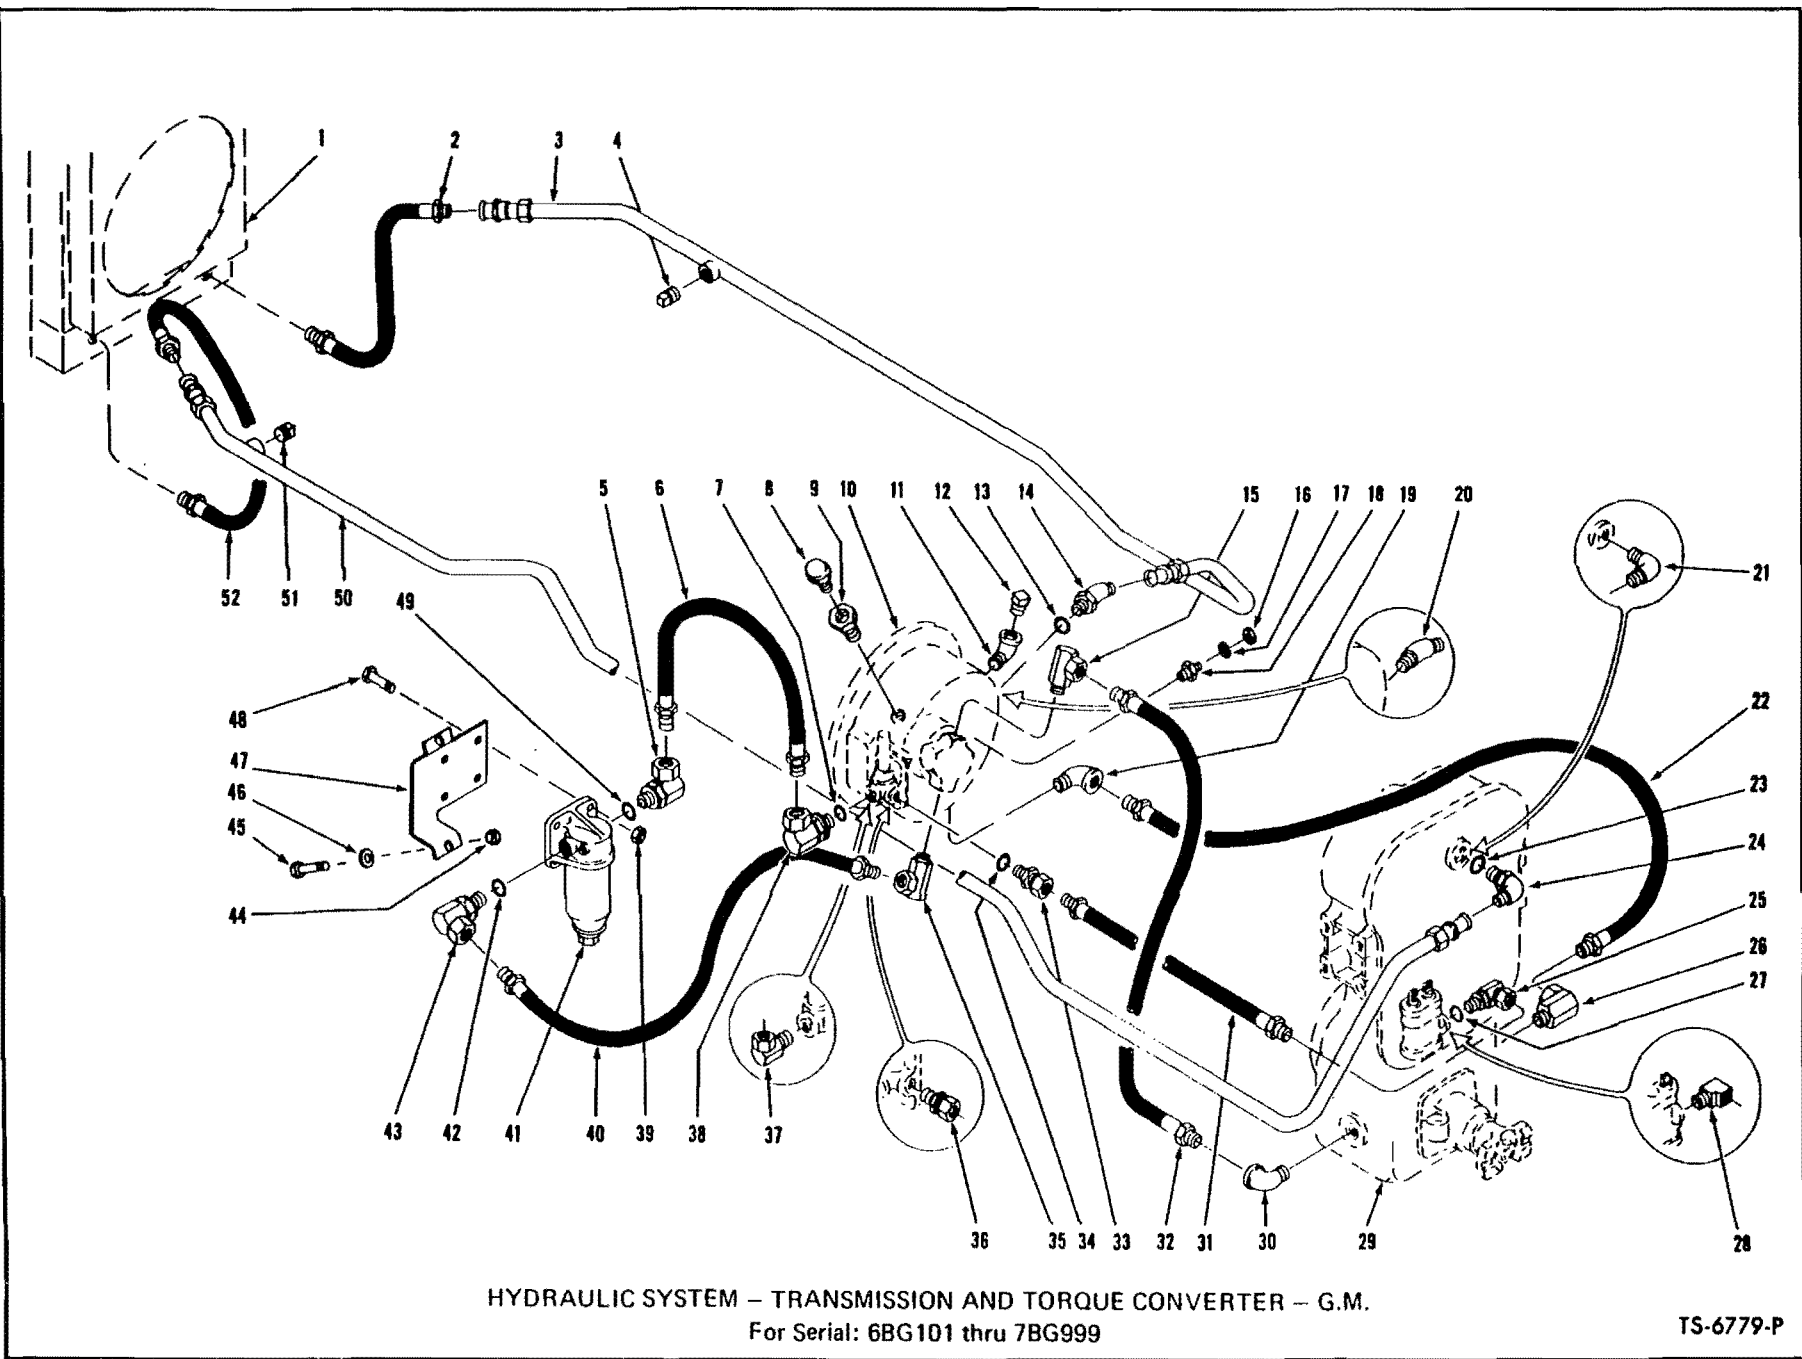 1 2 3 4
5 6 7 8 9 10 11 12 13 14 15 16 17 18 19 20
21
52 51 50 49
22
48
47
23
46
45
24
44
25
26
27
43 42 41 40 39 38 37
36 35 34 33 32 31 30 29 28
HYDRAULIC SYSTEM – TRANSMISSION AND TORQUE CONVERTER – G.M.
For Serial: 6BG101 thru 7BG999
TS-6779-P